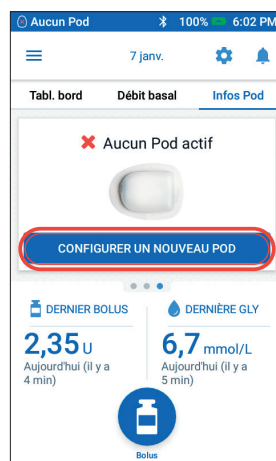 Aucun Pod 100% 6:02 PM
7 janv.
Tabl. bord Débit basal Infos Pod
Aucun Pod actif
CONFIGURER UN NOUVEAU POD
DERNIER BOLUS DERNIÈRE GLY
2,35 U 6,7 mmol/L
Aujourd'hui (il y a Aujourd'hui (il y a
4 min) 5 min)
Bolus